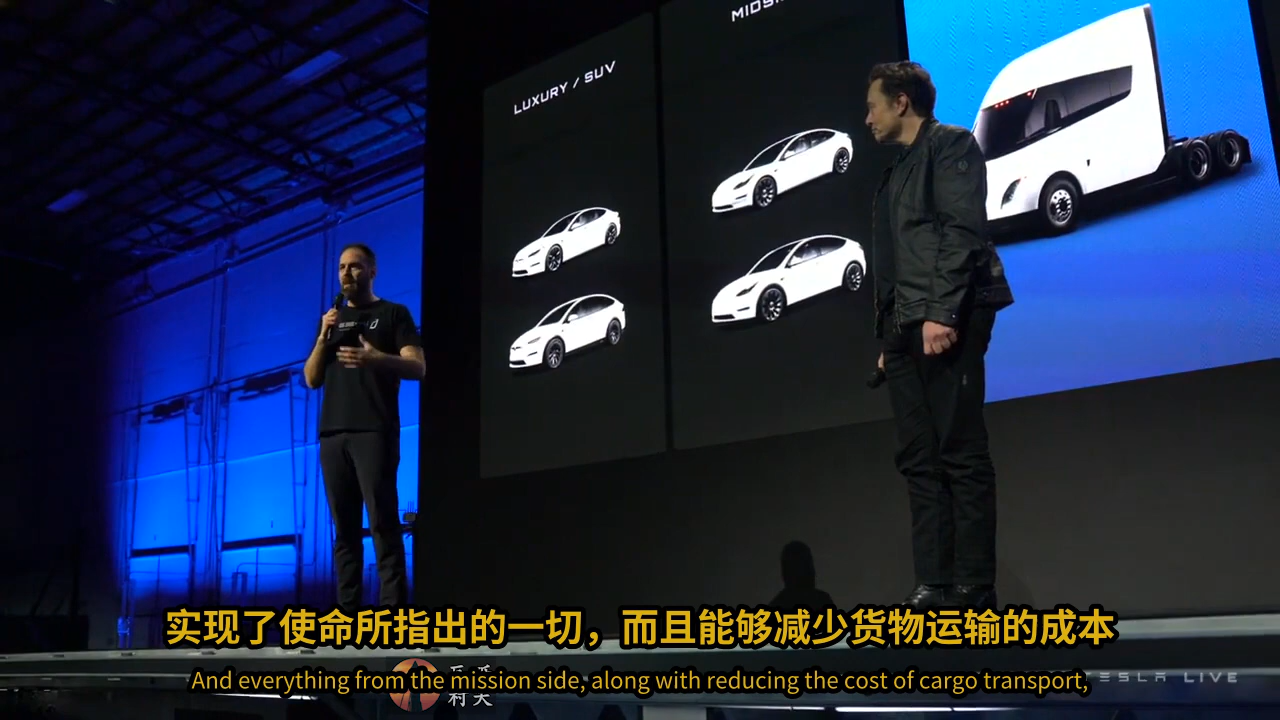 LUXURY / SUV
实现了使命所指出的一切，而且能够减少货物运输的成本
And everything from the mission side, along with reducing the cost of cargo transport,
LIVE